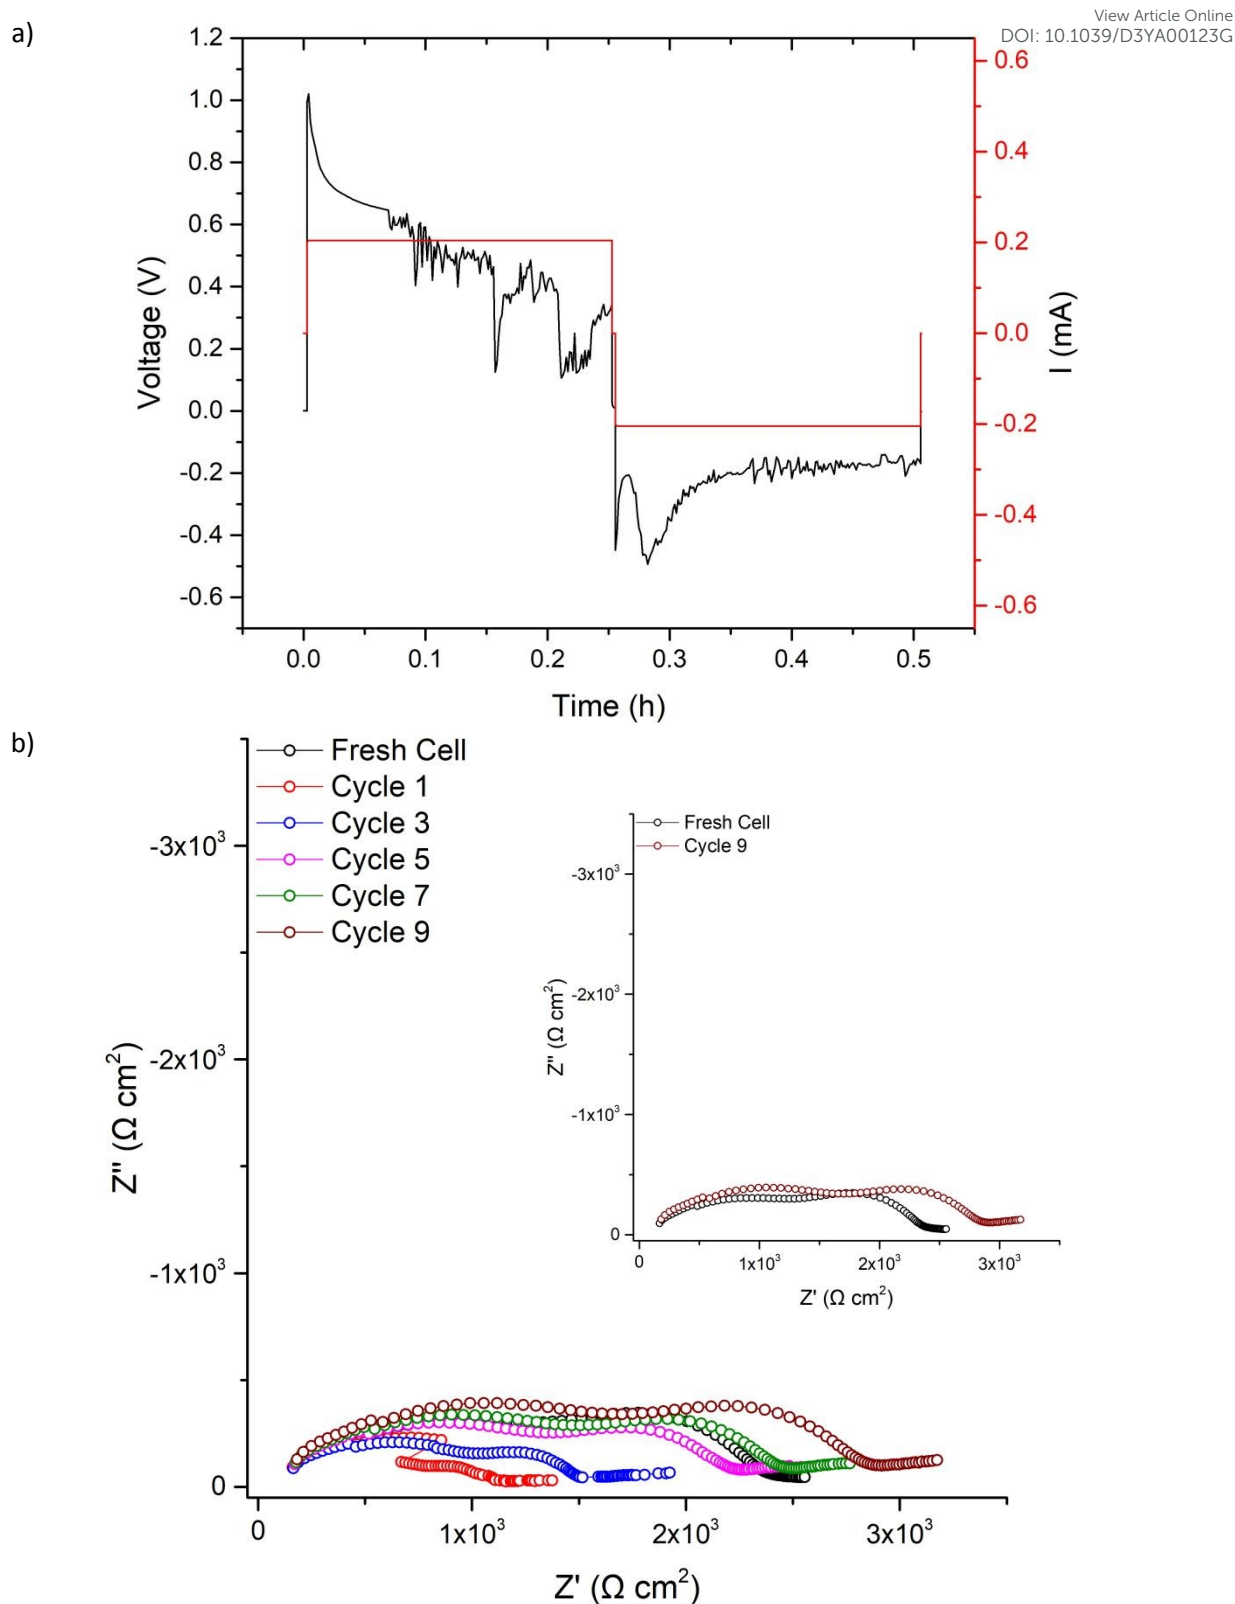 View Article Online
DOI: 10.1039/D3YA00123G
a)
1.2
1.0
0.8
0.6
0.4
0.2
0.0
-0.2
-0.4
-0.6
Voltage (V)
0.6
0.4
0.2
0.0
-0.2
-0.4
-0.6
I (mA)
0.0 0.1 0.2 0.3 0.4 0.5
Time (h)
b)
Fresh Cell
Cycle 1
Cycle 3
Cycle 5
Cycle 7
Cycle 9
-3x10³
-2x10³
-1x10³
0
Z" (Ω cm²)
0 1x10³ 2x10³ 3x10³
Z' (Ω cm²)
Fresh Cell
Cycle 9
-3x10³
-2x10³
-1x10³
0
Z" (Ω cm²)
0 1x10³ 2x10³ 3x10³
Z' (Ω cm²)